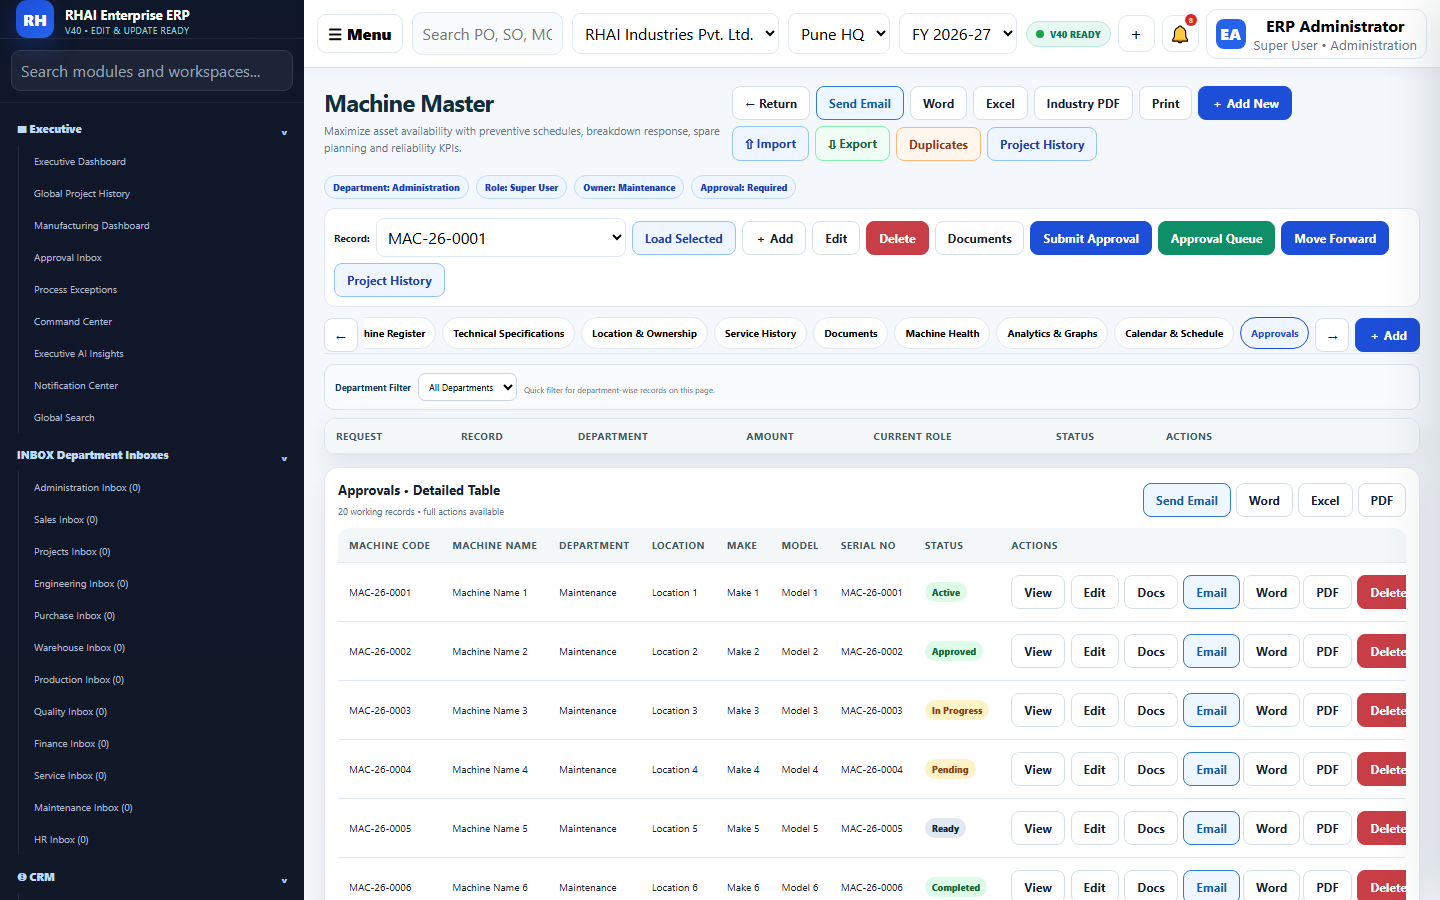 RH
RHAI Enterprise ERP
V40 • EDIT & UPDATE READY
Search modules and workspaces...
Executive
Executive Dashboard
Global Project History
Manufacturing Dashboard
Approval Inbox
Process Exceptions
Command Center
Executive AI Insights
Notification Center
Global Search
INBOX Department Inboxes
Administration Inbox (0)
Sales Inbox (0)
Projects Inbox (0)
Engineering Inbox (0)
Purchase Inbox (0)
Warehouse Inbox (0)
Production Inbox (0)
Quality Inbox (0)
Finance Inbox (0)
Service Inbox (0)
Maintenance Inbox (0)
HR Inbox (0)
CRM
☰ Menu
Search PO, SO, MC
RHAI Industries Pvt. Ltd.
Pune HQ
FY 2026-27
V40 READY
+
8
EA
ERP Administrator
Super User • Administration
Machine Master
Maximize asset availability with preventive schedules, breakdown response, spare
planning and reliability KPIs.
← Return
Send Email
Word
Excel
Industry PDF
Print
+ Add New
⇧ Import
⇩ Export
Duplicates
Project History
Department: Administration
Role: Super User
Owner: Maintenance
Approval: Required
Record:
MAC-26-0001
Load Selected
+ Add
Edit
Delete
Documents
Submit Approval
Approval Queue
Move Forward
Project History
←
hine Register
Technical Specifications
Location & Ownership
Service History
Documents
Machine Health
Analytics & Graphs
Calendar & Schedule
Approvals
→
+ Add
Department Filter
All Departments
Quick filter for department-wise records on this page.
REQUEST RECORD DEPARTMENT AMOUNT CURRENT ROLE STATUS ACTIONS
Approvals • Detailed Table
20 working records • full actions available
Send Email
Word
Excel
PDF
MACHINE CODE MACHINE NAME DEPARTMENT LOCATION MAKE MODEL SERIAL NO STATUS ACTIONS
MAC-26-0001 Machine Name 1 Maintenance Location 1 Make 1 Model 1 MAC-26-0001 Active View Edit Docs Email Word PDF Delete
MAC-26-0002 Machine Name 2 Maintenance Location 2 Make 2 Model 2 MAC-26-0002 Approved View Edit Docs Email Word PDF Delete
MAC-26-0003 Machine Name 3 Maintenance Location 3 Make 3 Model 3 MAC-26-0003 In Progress View Edit Docs Email Word PDF Delete
MAC-26-0004 Machine Name 4 Maintenance Location 4 Make 4 Model 4 MAC-26-0004 Pending View Edit Docs Email Word PDF Delete
MAC-26-0005 Machine Name 5 Maintenance Location 5 Make 5 Model 5 MAC-26-0005 Ready View Edit Docs Email Word PDF Delete
MAC-26-0006 Machine Name 6 Maintenance Location 6 Make 6 Model 6 MAC-26-0006 Completed View Edit Docs Email Word PDF Delete